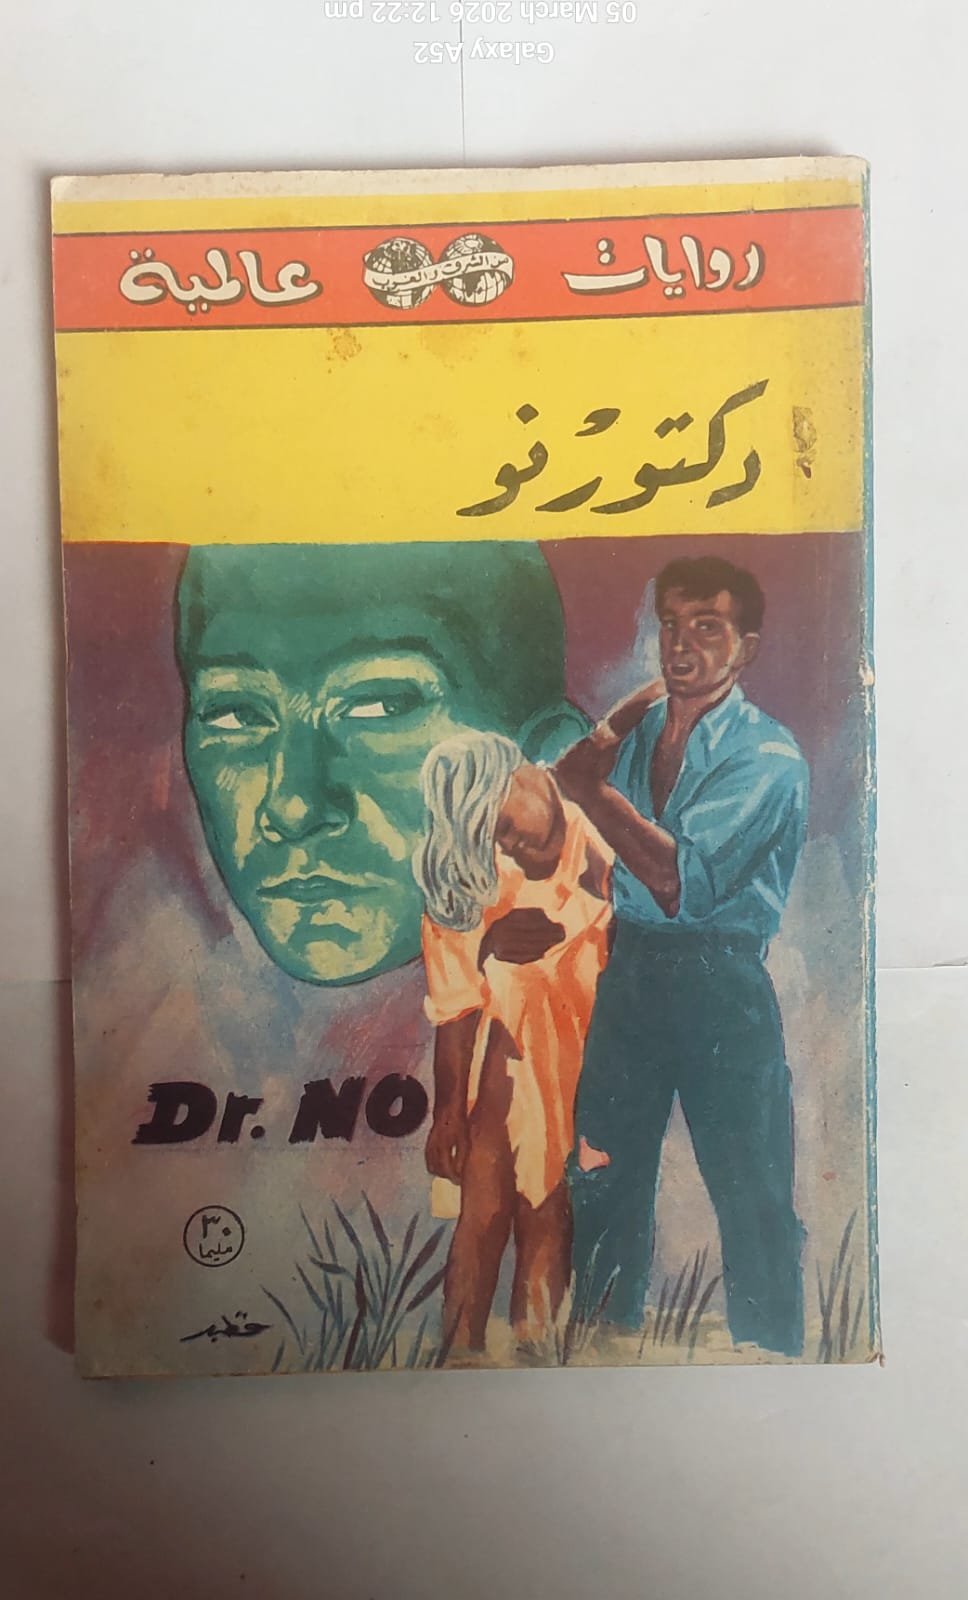 05 March 2026 12:22 pm
Galaxy A52
روايات من الشرق والغرب عالمية
دكتورْ نو
Dr. NO
٣٠
مليما